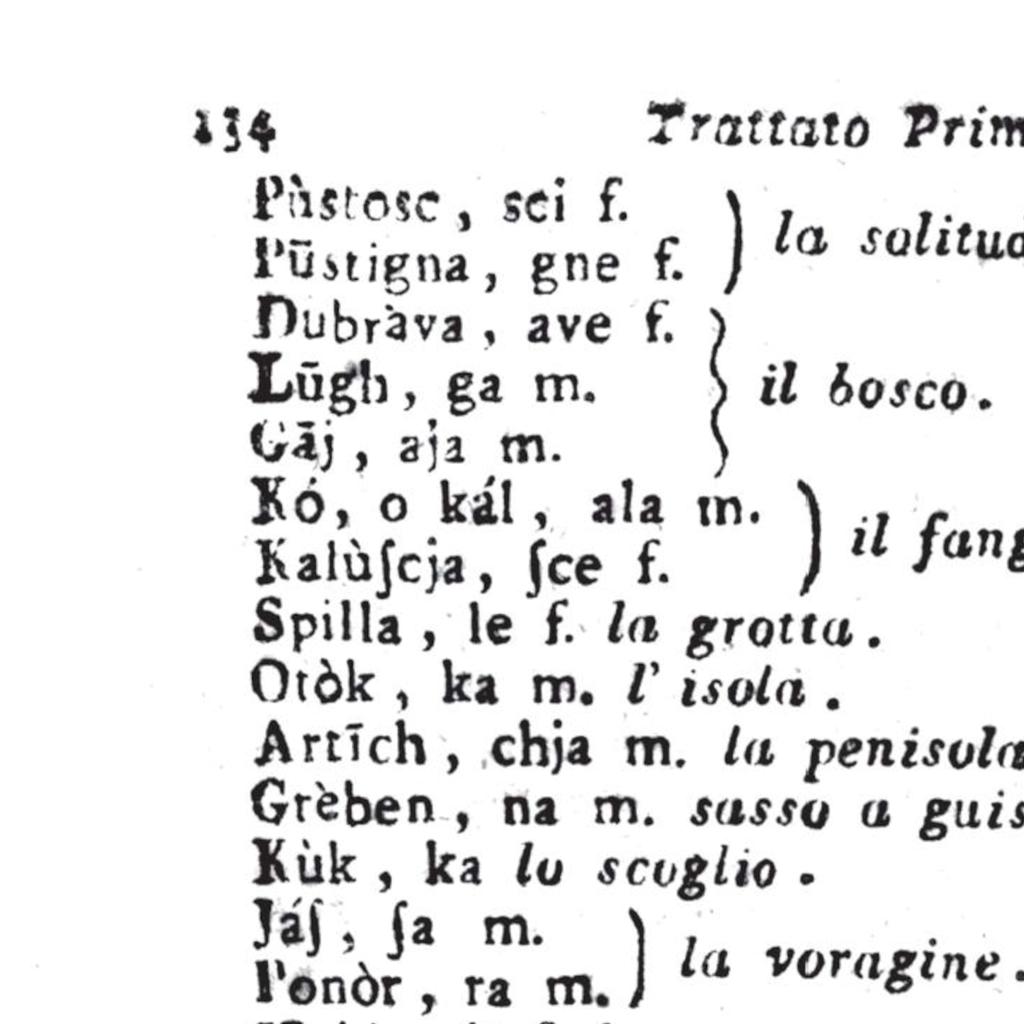 134 Trattato Prim
Pùstosc, sci f.
Pūstigna, gne f.
) la solitud
Dubràva, ave f.
Lūgh, ga m.
Gāj, aja m.
} il bosco.
Kó, o kál, ala m.
Kalùſcja, ſce f.
) il fang
Spilla, le f. la grotta.
Otòk, ka m. l' isola.
Artīch, chja m. la penisola
Grèben, na m. sasso a guis
Kùk, ka lo scoglio.
Jáſ, ſa m.
Ponòr, ra m.
) la voragine.